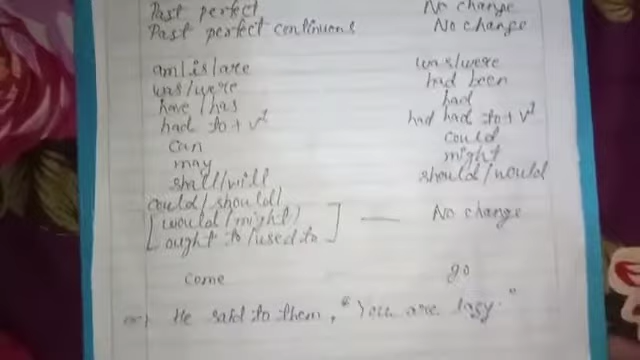 Past perfect No change
Past perfect continuous No change
am/is/are was/were
was/were had been
have/has had
had to + v¹ had had to + v¹
can could
may might
shall/will should/would
could/should/
[would/might/ ] — No change
ought to/used to
come go
He said to them, "You are lasy."